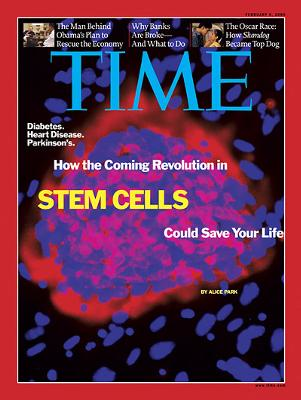 FEBRUARY 9, 2009
The Man Behind
Obama's Plan to
Rescue the Economy
Why Banks
Are Broke—
And What to Do
The Oscar Race:
How Slumdog
Became Top Dog
TIME
Diabetes.
Heart Disease.
Parkinson's.
How the Coming Revolution in
STEM CELLS
Could Save Your Life
BY ALICE PARK
www.time.com